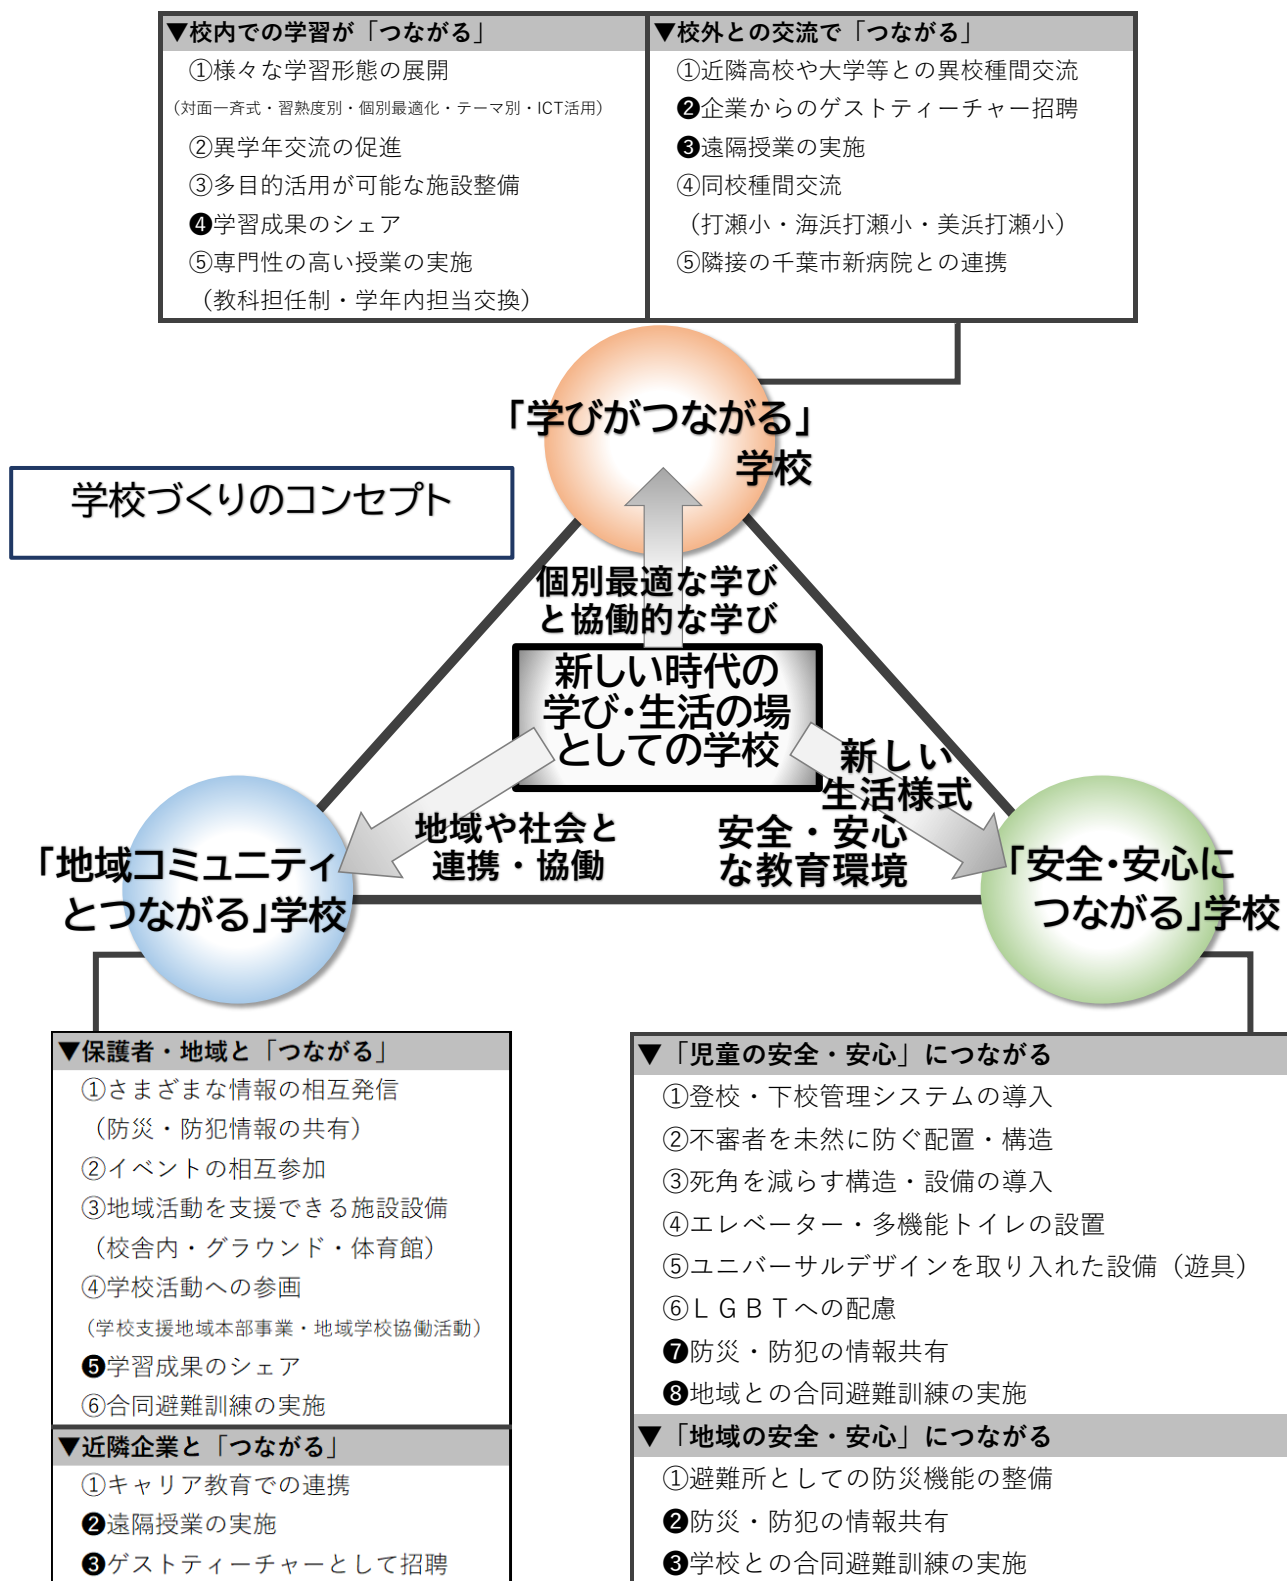 ▼校内での学習が「つながる」
①様々な学習形態の展開
（対面一斉式・習熟度別・個別最適化・テーマ別・ICT活用）
②異学年交流の促進
③多目的活用が可能な施設整備
❹学習成果のシェア
⑤専門性の高い授業の実施
（教科担任制・学年内担当交換）
▼校外との交流で「つながる」
①近隣高校や大学等との異校種間交流
❷企業からのゲストティーチャー招聘
❸遠隔授業の実施
④同校種間交流
（打瀬小・海浜打瀬小・美浜打瀬小）
⑤隣接の千葉市新病院との連携
「学びがつながる」
学校
学校づくりのコンセプト
個別最適な学び
と協働的な学び
新しい時代の
学び・生活の場
としての学校
新しい
生活様式
地域や社会と
連携・協働
安全・安心
な教育環境
「地域コミュニティ
とつながる」学校
「安全・安心に
つながる」学校
▼保護者・地域と「つながる」
①さまざまな情報の相互発信
（防災・防犯情報の共有）
②イベントの相互参加
③地域活動を支援できる施設設備
（校舎内・グラウンド・体育館）
④学校活動への参画
（学校支援地域本部事業・地域学校協働活動）
❺学習成果のシェア
⑥合同避難訓練の実施
▼近隣企業と「つながる」
①キャリア教育での連携
❷遠隔授業の実施
❸ゲストティーチャーとして招聘
▼「児童の安全・安心」につながる
①登校・下校管理システムの導入
②不審者を未然に防ぐ配置・構造
③死角を減らす構造・設備の導入
④エレベーター・多機能トイレの設置
⑤ユニバーサルデザインを取り入れた設備（遊具）
⑥ＬＧＢＴへの配慮
❼防災・防犯の情報共有
❽地域との合同避難訓練の実施
▼「地域の安全・安心」につながる
①避難所としての防災機能の整備
❷防災・防犯の情報共有
❸学校との合同避難訓練の実施